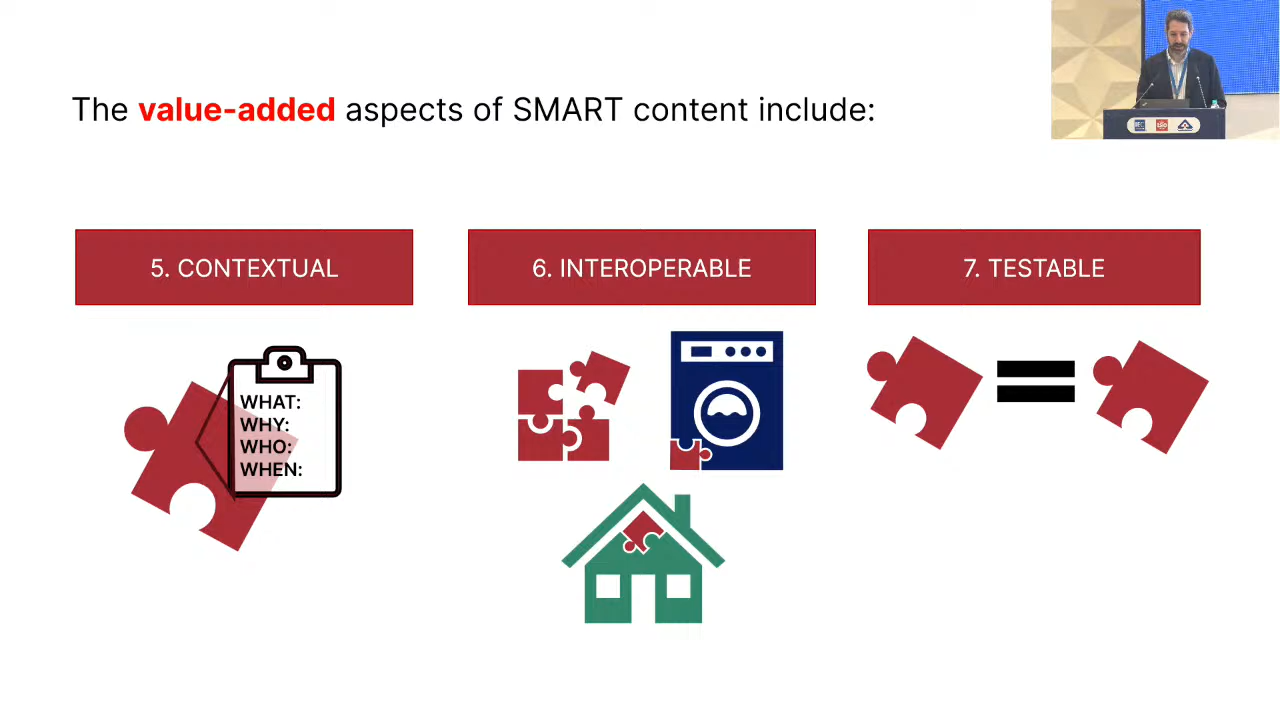 The value-added aspects of SMART content include:
5. CONTEXTUAL
6. INTEROPERABLE
7. TESTABLE
WHAT:
WHY:
WHO:
WHEN: